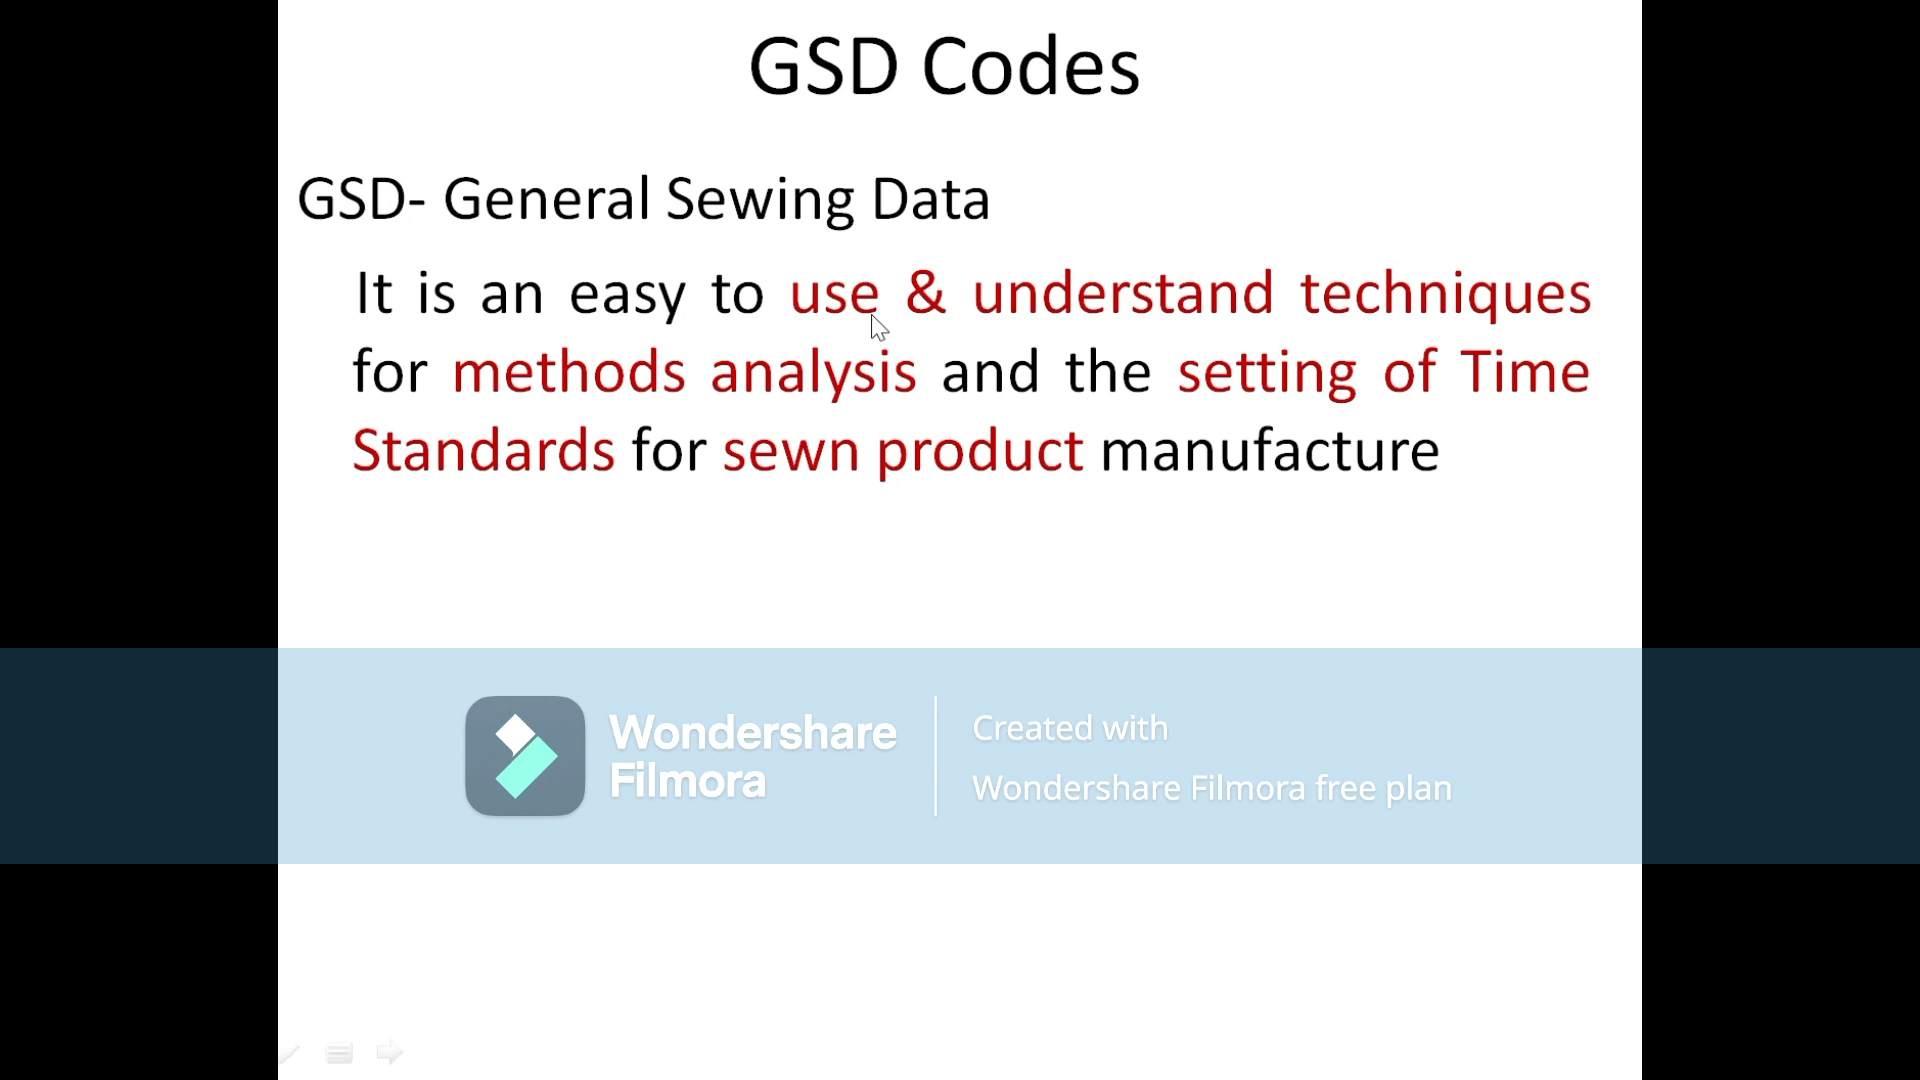 GSD Codes
GSD- General Sewing Data
It is an easy to use & understand techniques
for methods analysis and the setting of Time
Standards for sewn product manufacture
Wondershare
Filmora
Created with
Wondershare Filmora free plan